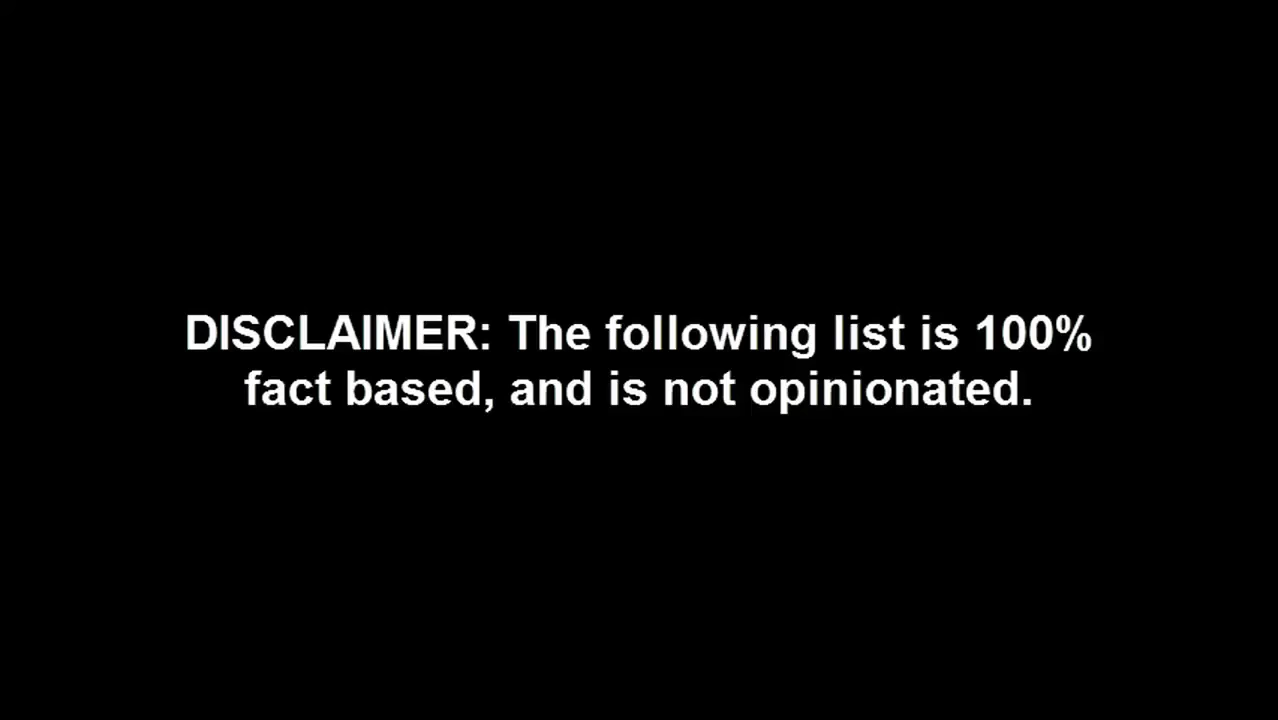 DISCLAIMER: The following list is 100%
fact based, and is not opinionated.